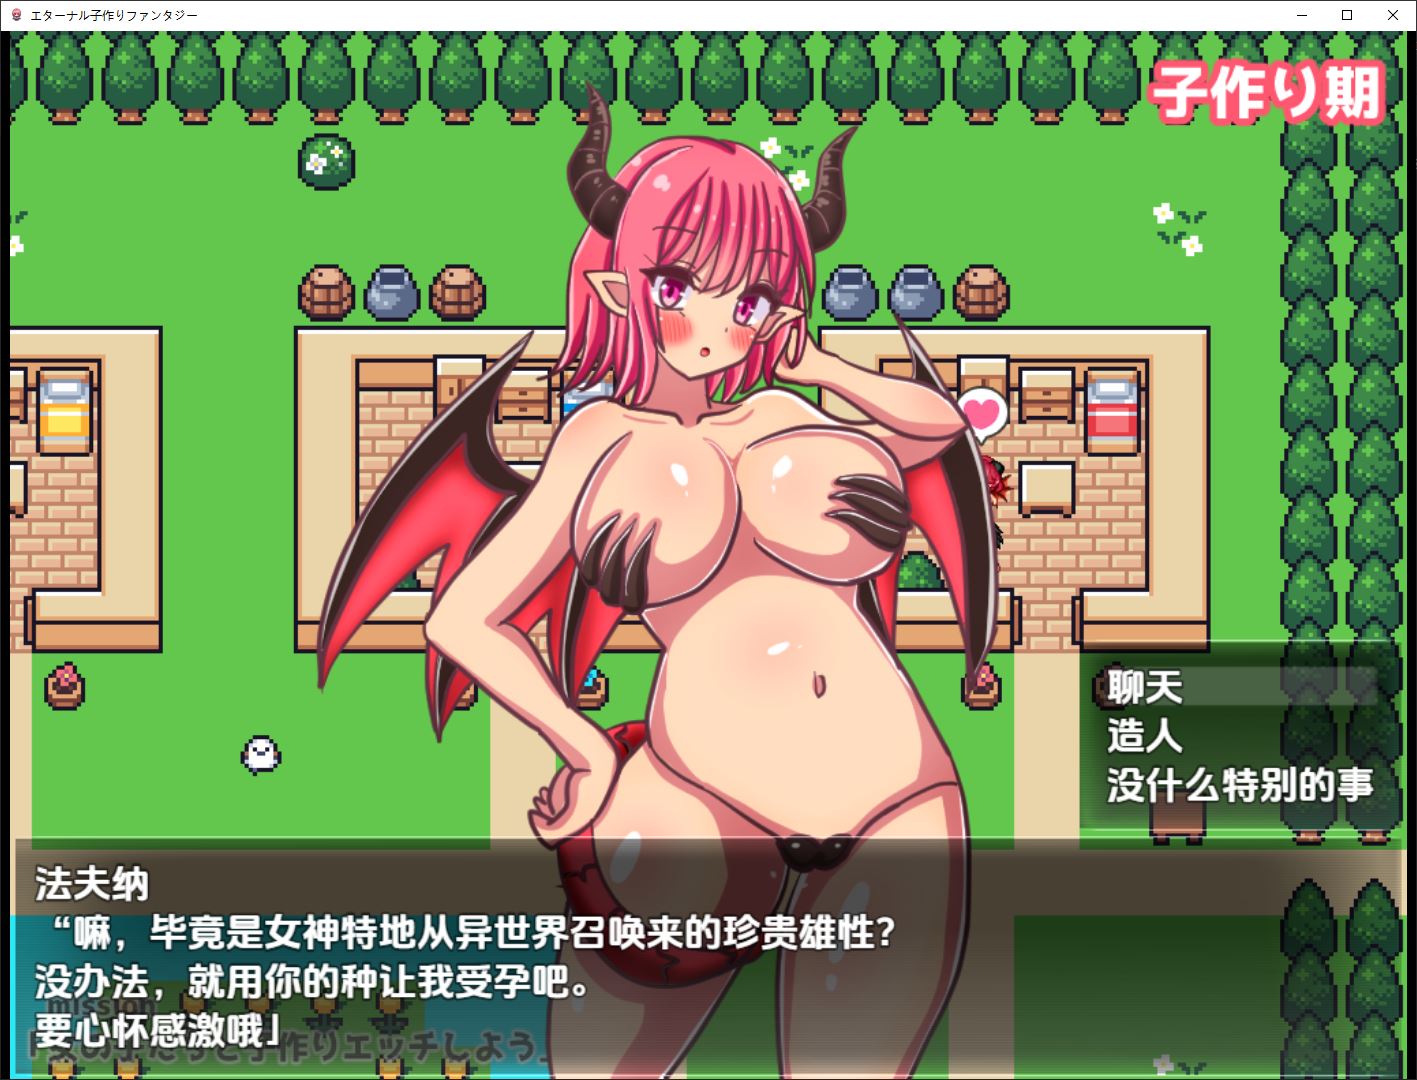 エターナル子作りファンタジー
子作り期
聊天
造人
没什么特别的事
法夫纳
“嘛，毕竟是女神特地从异世界召唤来的珍贵雄性？
没办法，就用你的种让我受孕吧。
要心怀感激哦」
mission